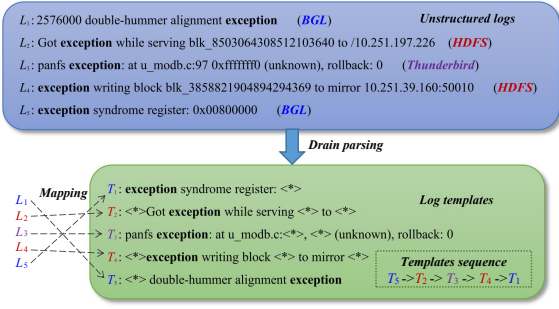 L1: 2576000 double-hummer alignment exception (BGL) Unstructured logs
L2: Got exception while serving blk_8503064308512103640 to /10.251.197.226 (HDFS)
L3: panfs exception: at u_modb.c:97 0xfffffff0 (unknown), rollback: 0 (Thunderbird)
L4: exception writing block blk_3858821904894294369 to mirror 10.251.39.160:50010 (HDFS)
L5: exception syndrome register: 0x00800000 (BGL)
Drain parsing
Mapping
L1
L2
L3
L4
L5
T1: exception syndrome register: <*>
T2: <*>Got exception while serving <*> to <*>
Log templates
T3: panfs exception: at u_modb.c:<*>, <*> (unknown), rollback: 0
T4: <*>exception writing block <*> to mirror <*>
T5: <*> double-hummer alignment exception
Templates sequence
T5 ->T2 -> T3 -> T4 ->T1